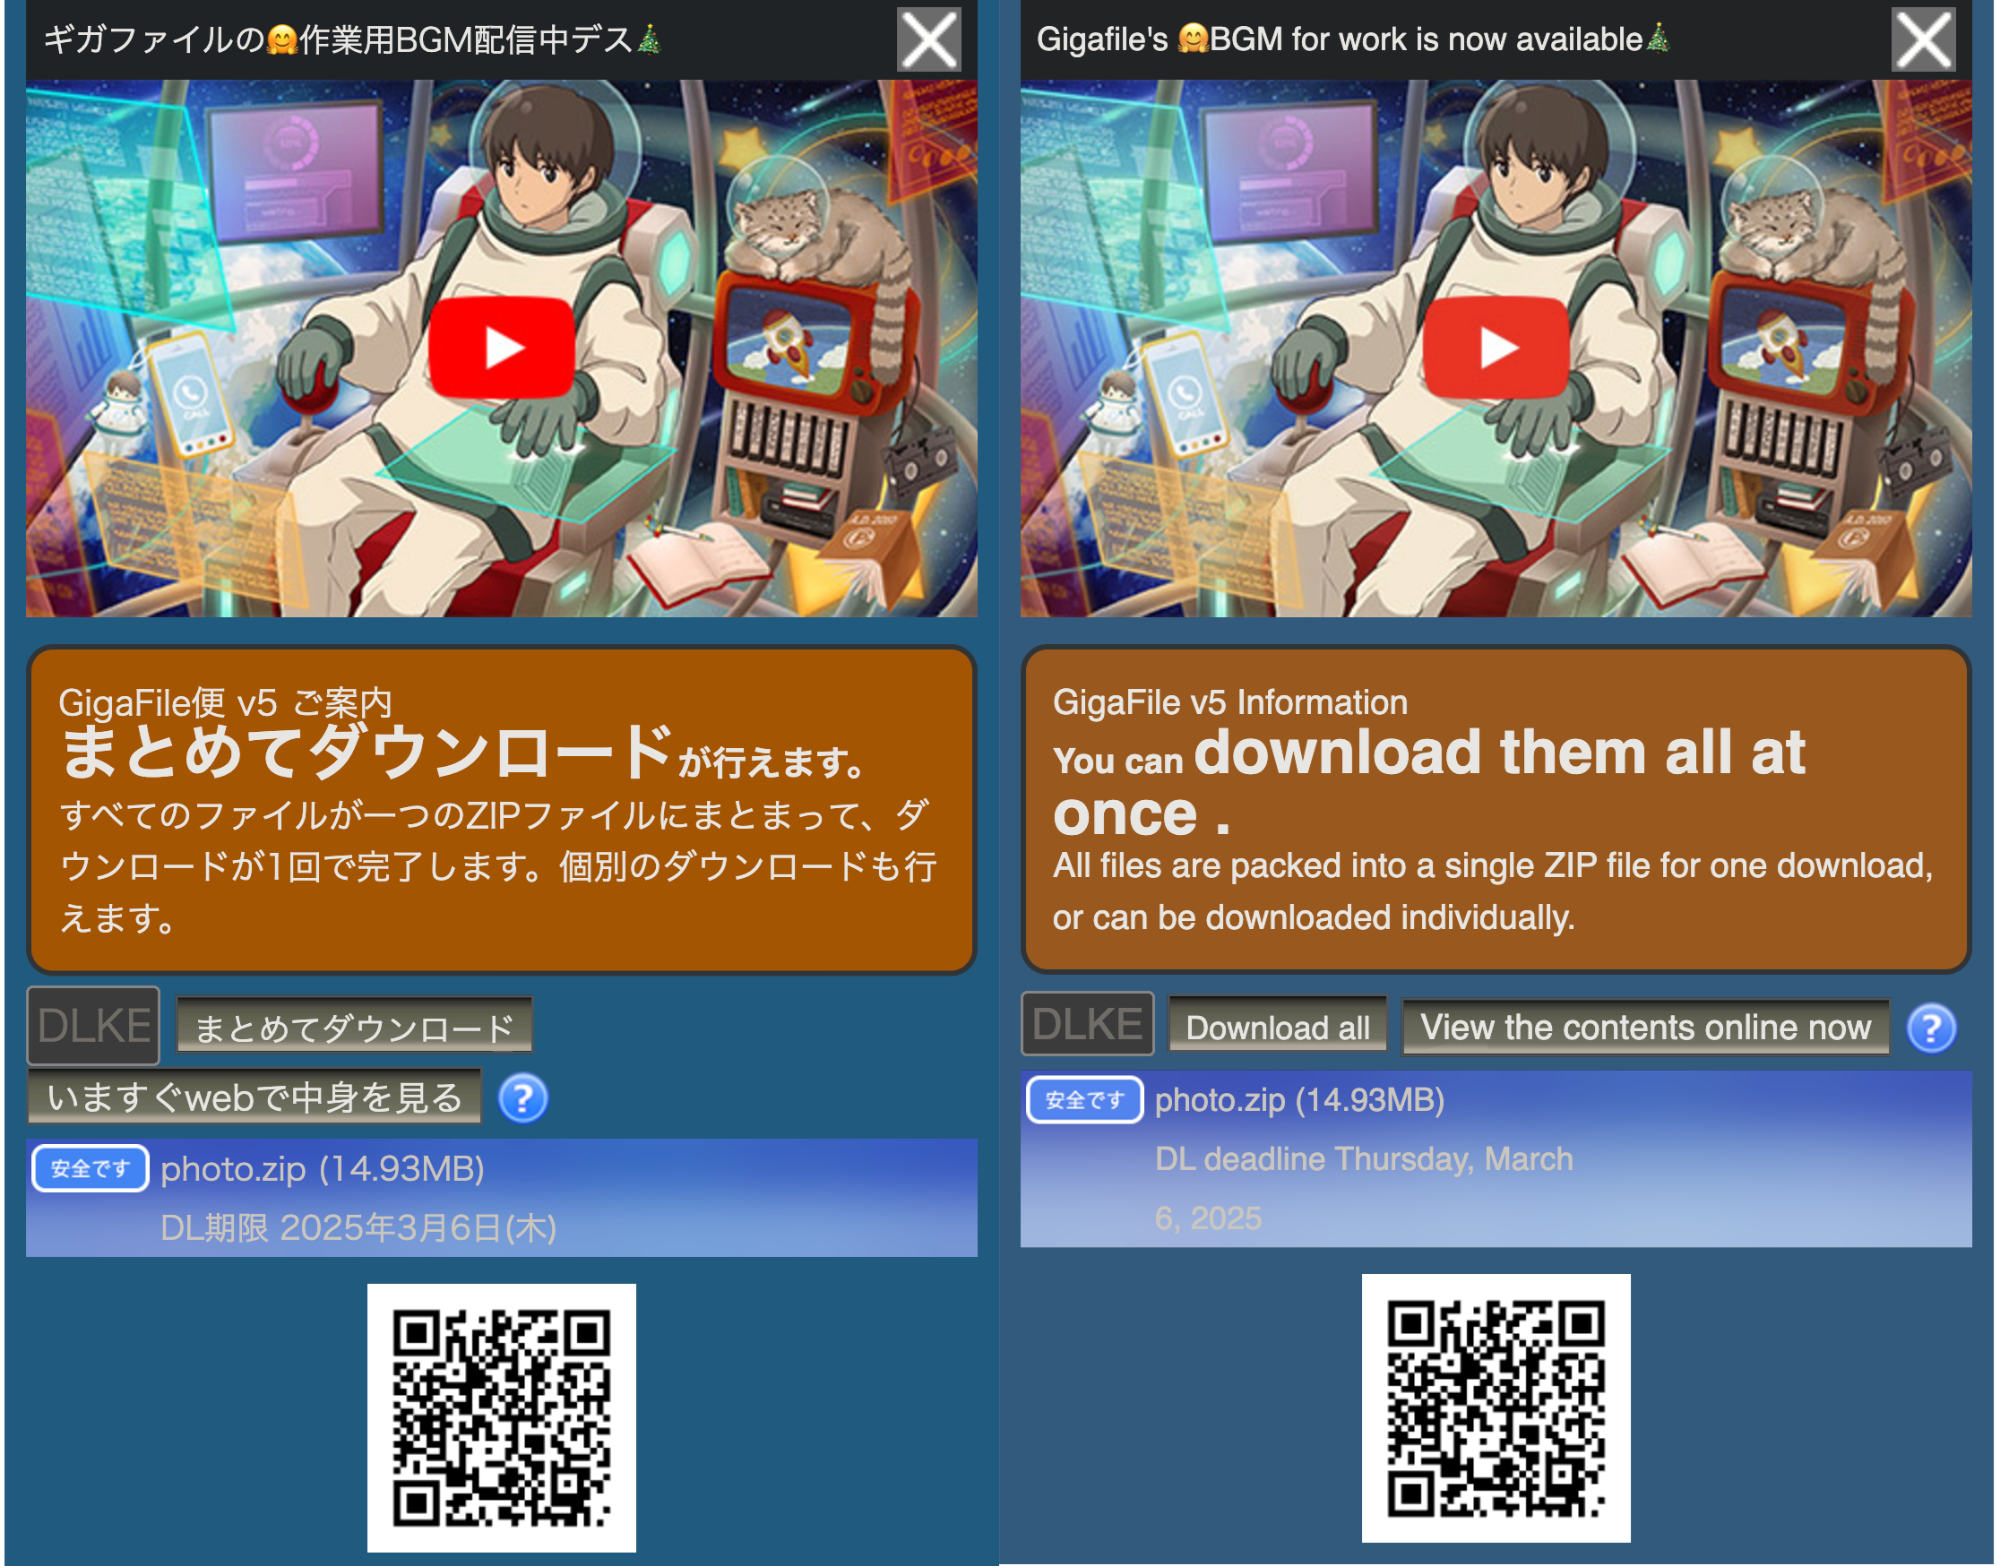 ギガファイルの🤗作業用BGM配信中デス🎄
CALL
A.D. 2010
GigaFile便 v5 ご案内
まとめてダウンロードが行えます。
すべてのファイルが一つのZIPファイルにまとまって、ダ
ウンロードが1回で完了します。個別のダウンロードも行
えます。
DLKE
まとめてダウンロード
いますぐwebで中身を見る
?
安全です
photo.zip (14.93MB)
DL期限 2025年3月6日(木)
Gigafile's 🤗BGM for work is now available🎄
CALL
A.D. 2010
GigaFile v5 Information
You can download them all at
once .
All files are packed into a single ZIP file for one download,
or can be downloaded individually.
DLKE
Download all
View the contents online now
?
安全です
photo.zip (14.93MB)
DL deadline Thursday, March
6, 2025